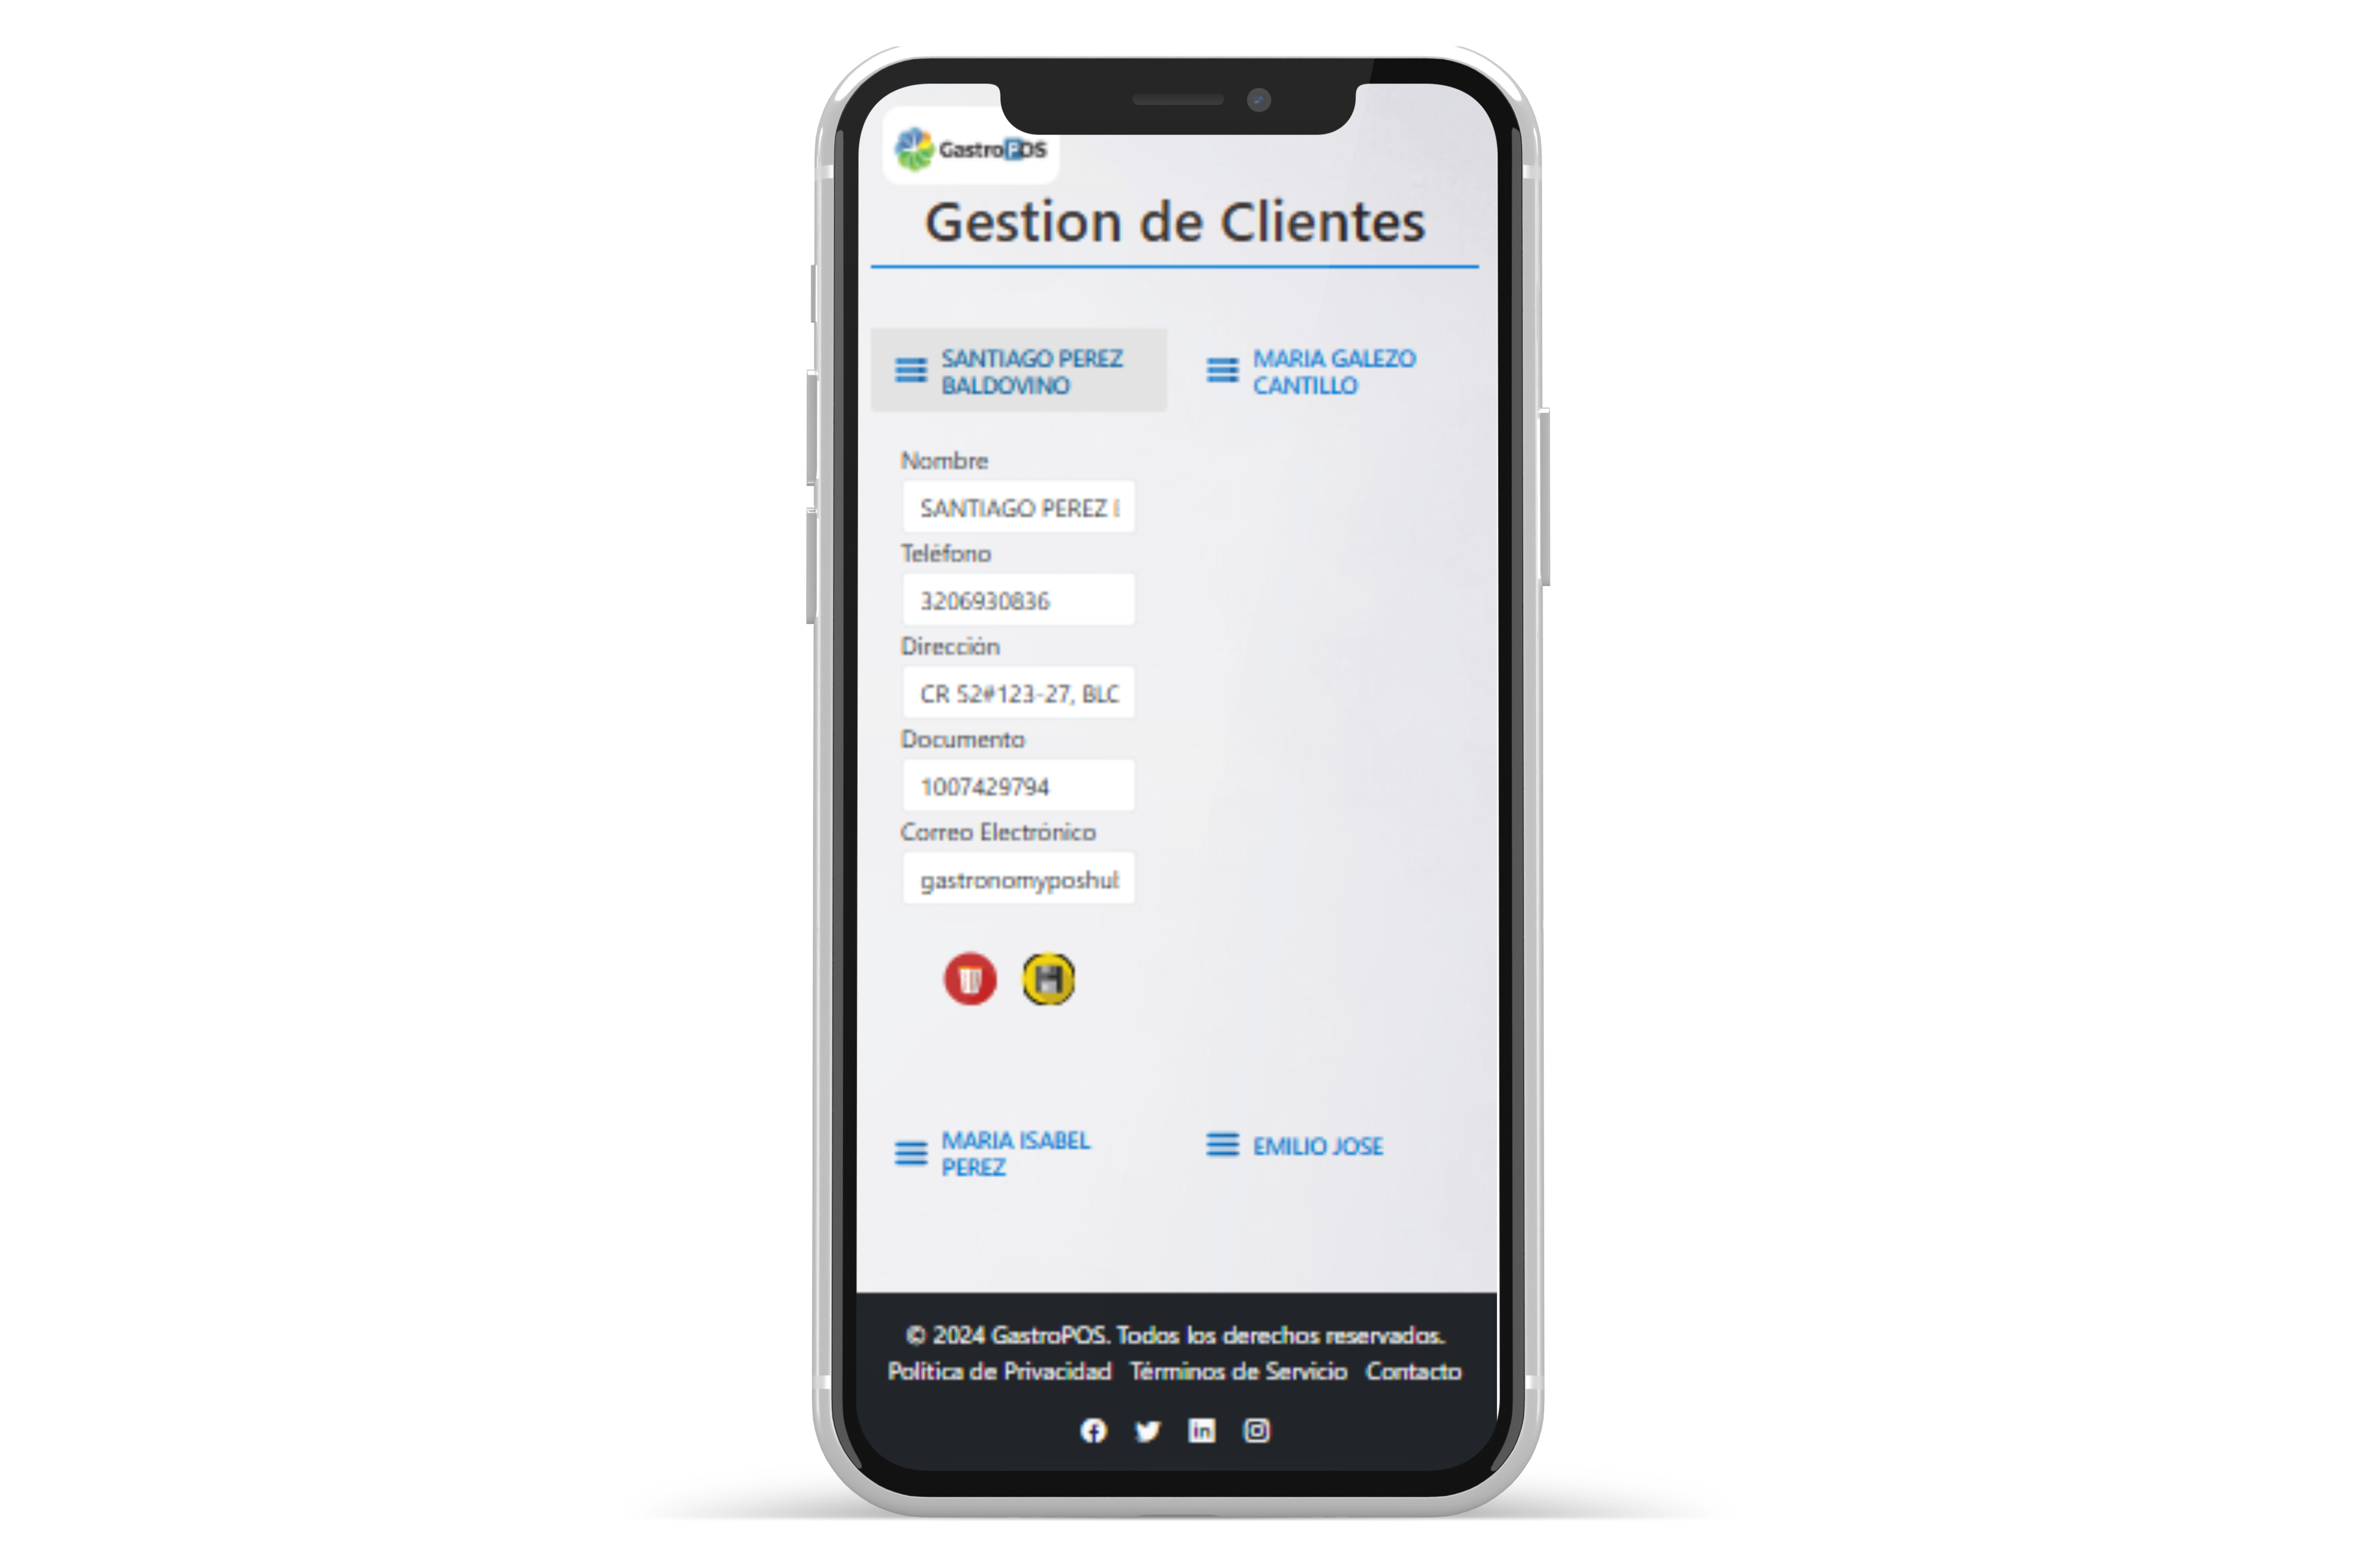 GastroPOS
Gestion de Clientes
SANTIAGO PEREZ
BALDOVINO
MARIA GALEZO
CANTILLO
Nombre
SANTIAGO PEREZ
Teléfono
3206930836
Dirección
CR 52#123-27, BLC
Documento
1007429794
Correo Electrónico
gastronomyposhul
MARIA ISABEL
PEREZ
EMILIO JOSE
© 2024 GastroPOS. Todos los derechos reservados.
Política de Privacidad Términos de Servicio Contacto